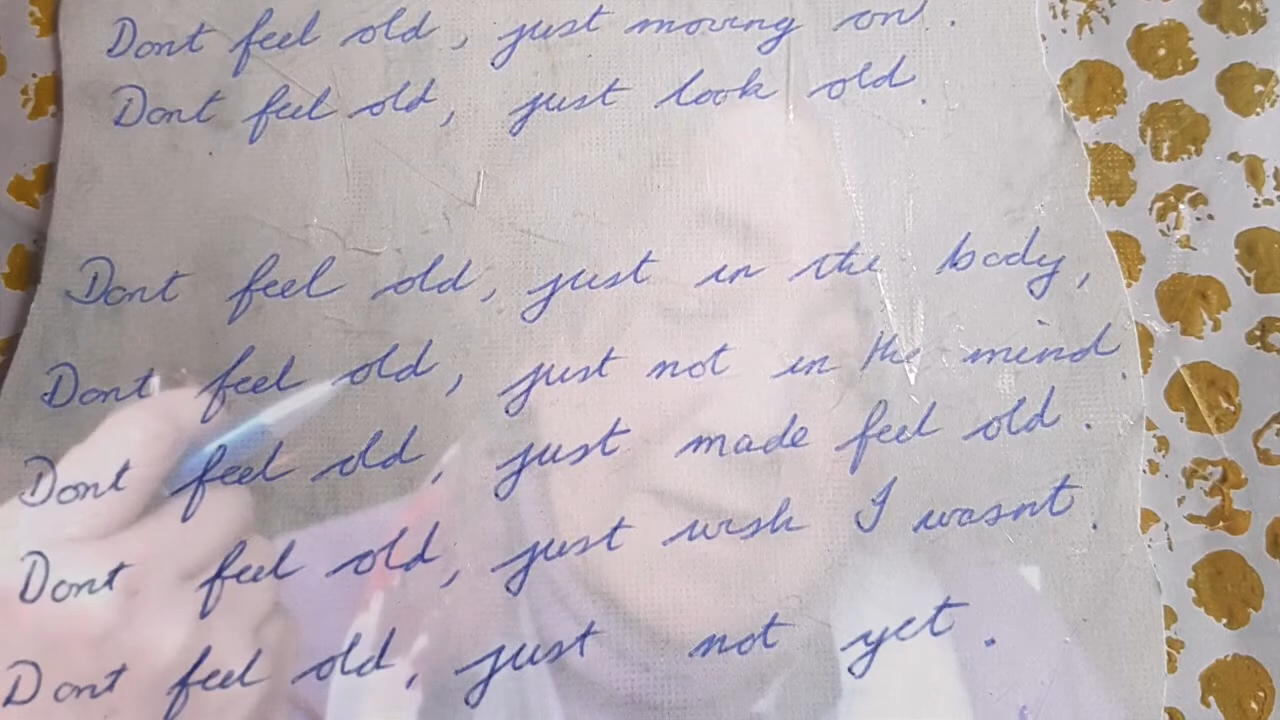 Dont feel old, just moving on.
Dont feel old, just look old.
Dont feel old, just in the body,
Dont feel old, just not in the mind.
Dont feel old, just made feel old.
Dont feel old, just wish I wasnt.
Dont feel old, just not yet.